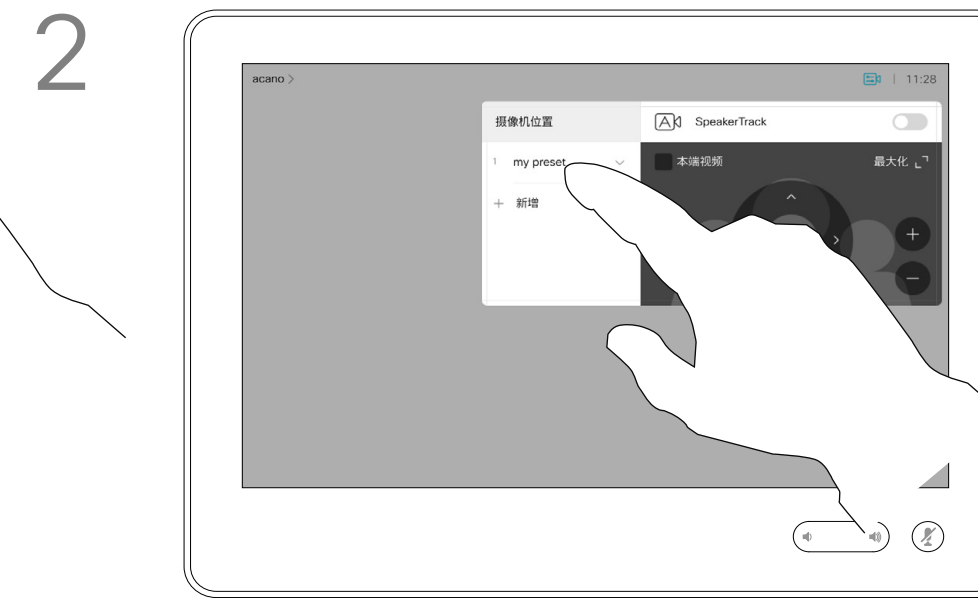 2
acano >
11:28
摄像机位置
SpeakerTrack
1 my preset
本端视频
最大化
+ 新增